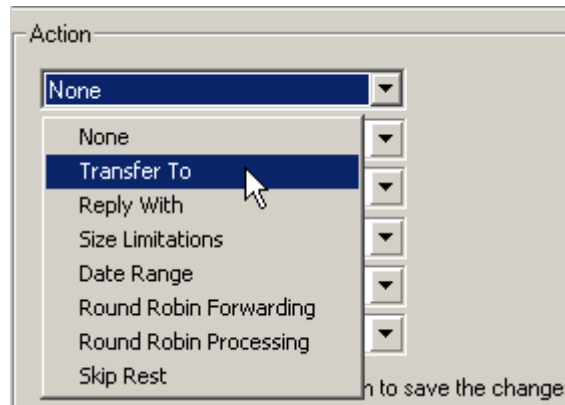 Action
None
None
Transfer To
Reply With
Size Limitations
Date Range
Round Robin Forwarding
Round Robin Processing
Skip Rest
to save the change